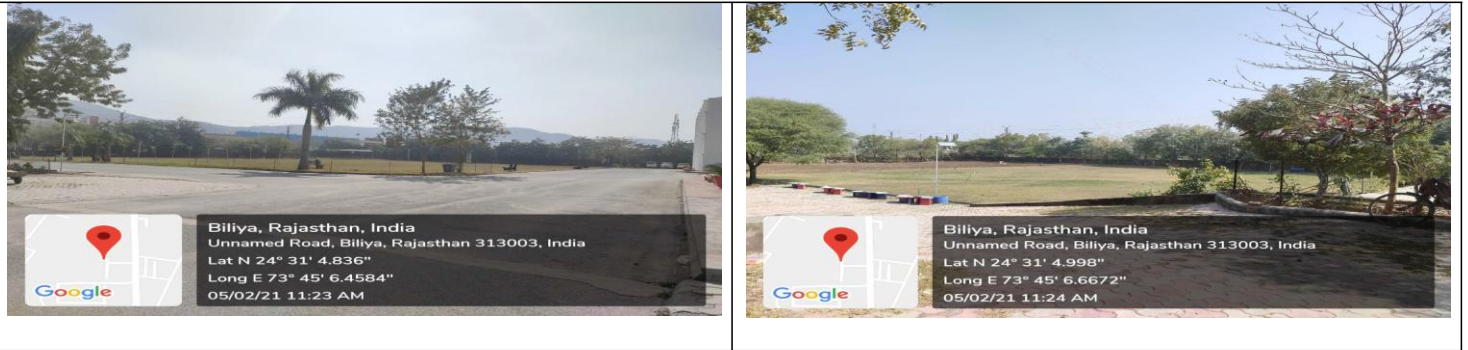 Biliya, Rajasthan, India
Unnamed Road, Biliya, Rajasthan 313003, India
Lat N 24° 31' 4.836"
Long E 73° 45' 6.4584"
05/02/21 11:23 AM
Google
Biliya, Rajasthan, India
Unnamed Road, Biliya, Rajasthan 313003, India
Lat N 24° 31' 4.998"
Long E 73° 45' 6.6672"
05/02/21 11:24 AM
Google